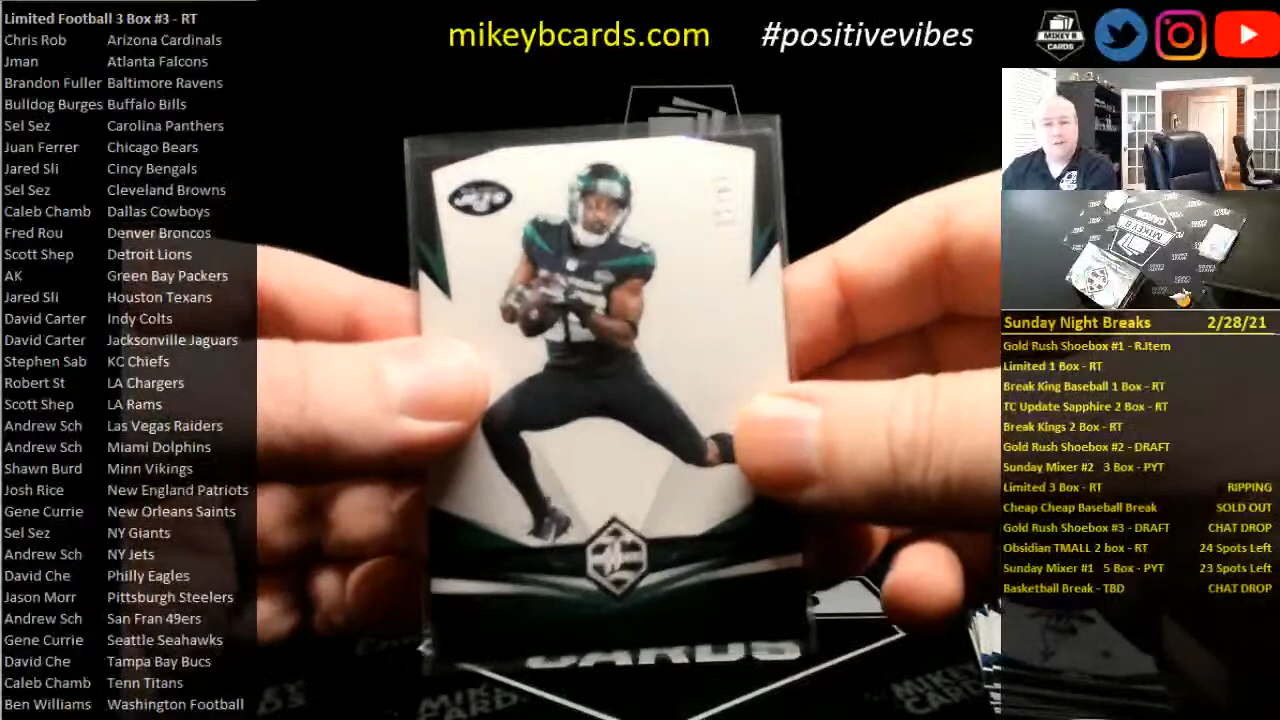 Limited Football 3 Box #3 - RT
Chris Rob Arizona Cardinals
Jman Atlanta Falcons
Brandon Fuller Baltimore Ravens
Bulldog Burges Buffalo Bills
Sel Sez Carolina Panthers
Juan Ferrer Chicago Bears
Jared Sli Cincy Bengals
Sel Sez Cleveland Browns
Caleb Chamb Dallas Cowboys
Fred Rou Denver Broncos
Scott Shep Detroit Lions
AK Green Bay Packers
Jared Sli Houston Texans
David Carter Indy Colts
David Carter Jacksonville Jaguars
Stephen Sab KC Chiefs
Robert St LA Chargers
Scott Shep LA Rams
Andrew Sch Las Vegas Raiders
Andrew Sch Miami Dolphins
Shawn Burd Minn Vikings
Josh Rice New England Patriots
Gene Currie New Orleans Saints
Sel Sez NY Giants
Andrew Sch NY Jets
David Che Philly Eagles
Jason Morr Pittsburgh Steelers
Andrew Sch San Fran 49ers
Gene Currie Seattle Seahawks
David Che Tampa Bay Bucs
Caleb Chamb Tenn Titans
Ben Williams Washington Football
mikeybcards.com #positivevibes
MIKEY B
CARDS
JETS
CARDS
MIKEY
CARD
MIKEY B
Sunday Night Breaks 2/28/21
Gold Rush Shoebox #1 - R.Item
Limited 1 Box - RT
Break King Baseball 1 Box - RT
TC Update Sapphire 2 Box - RT
Break Kings 2 Box - RT
Gold Rush Shoebox #2 - DRAFT
Sunday Mixer #2 3 Box - PYT
Limited 3 Box - RT RIPPING
Cheap Cheap Baseball Break SOLD OUT
Gold Rush Shoebox #3 - DRAFT CHAT DROP
Obsidian TMALL 2 box - RT 24 Spots Left
Sunday Mixer #1 5 Box - PYT 23 Spots Left
Basketball Break - TBD CHAT DROP